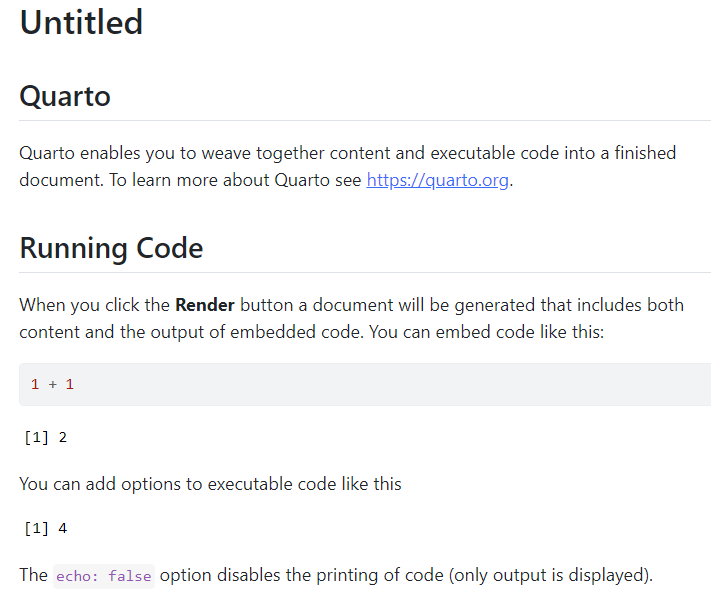 Untitled
Quarto
Quarto enables you to weave together content and executable code into a finished
document. To learn more about Quarto see https://quarto.org.
Running Code
When you click the Render button a document will be generated that includes both
content and the output of embedded code. You can embed code like this:
1 + 1
[1] 2
You can add options to executable code like this
[1] 4
The echo: false option disables the printing of code (only output is displayed).